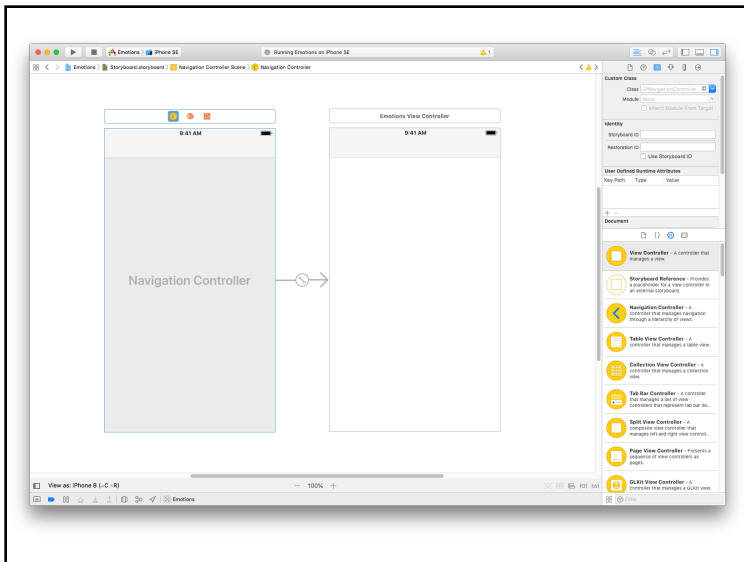 Emotions 〉 iPhone SE
Running Emotions on iPhone SE
1
Emotions 〉 Storyboard.storyboard 〉 Navigation Controller Scene 〉 Navigation Controller
Emotions View Controller
9:41 AM
9:41 AM
Navigation Controller
View as: iPhone 8 (wC hR)
100%
Emotions
Custom Class
Class UINavigationController
Module None
Inherit Module From Target
Identity
Storyboard ID
Restoration ID
Use Storyboard ID
User Defined Runtime Attributes
Key Path Type Value
Document
View Controller - A controller that
manages a view.
Storyboard Reference - Provides
a placeholder for a view controller in
an external storyboard.
Navigation Controller - A
controller that manages navigation
through a hierarchy of views.
Table View Controller - A
controller that manages a table view.
Collection View Controller - A
controller that manages a collection
view.
Tab Bar Controller - A controller
that manages a set of view
controllers that represent tab bar ite...
Split View Controller - A
composite view controller that
manages left and right view controll...
Page View Controller - Presents a
sequence of view controllers as
pages.
GLKit View Controller - A
controller that manages a GLKit view.
Filter